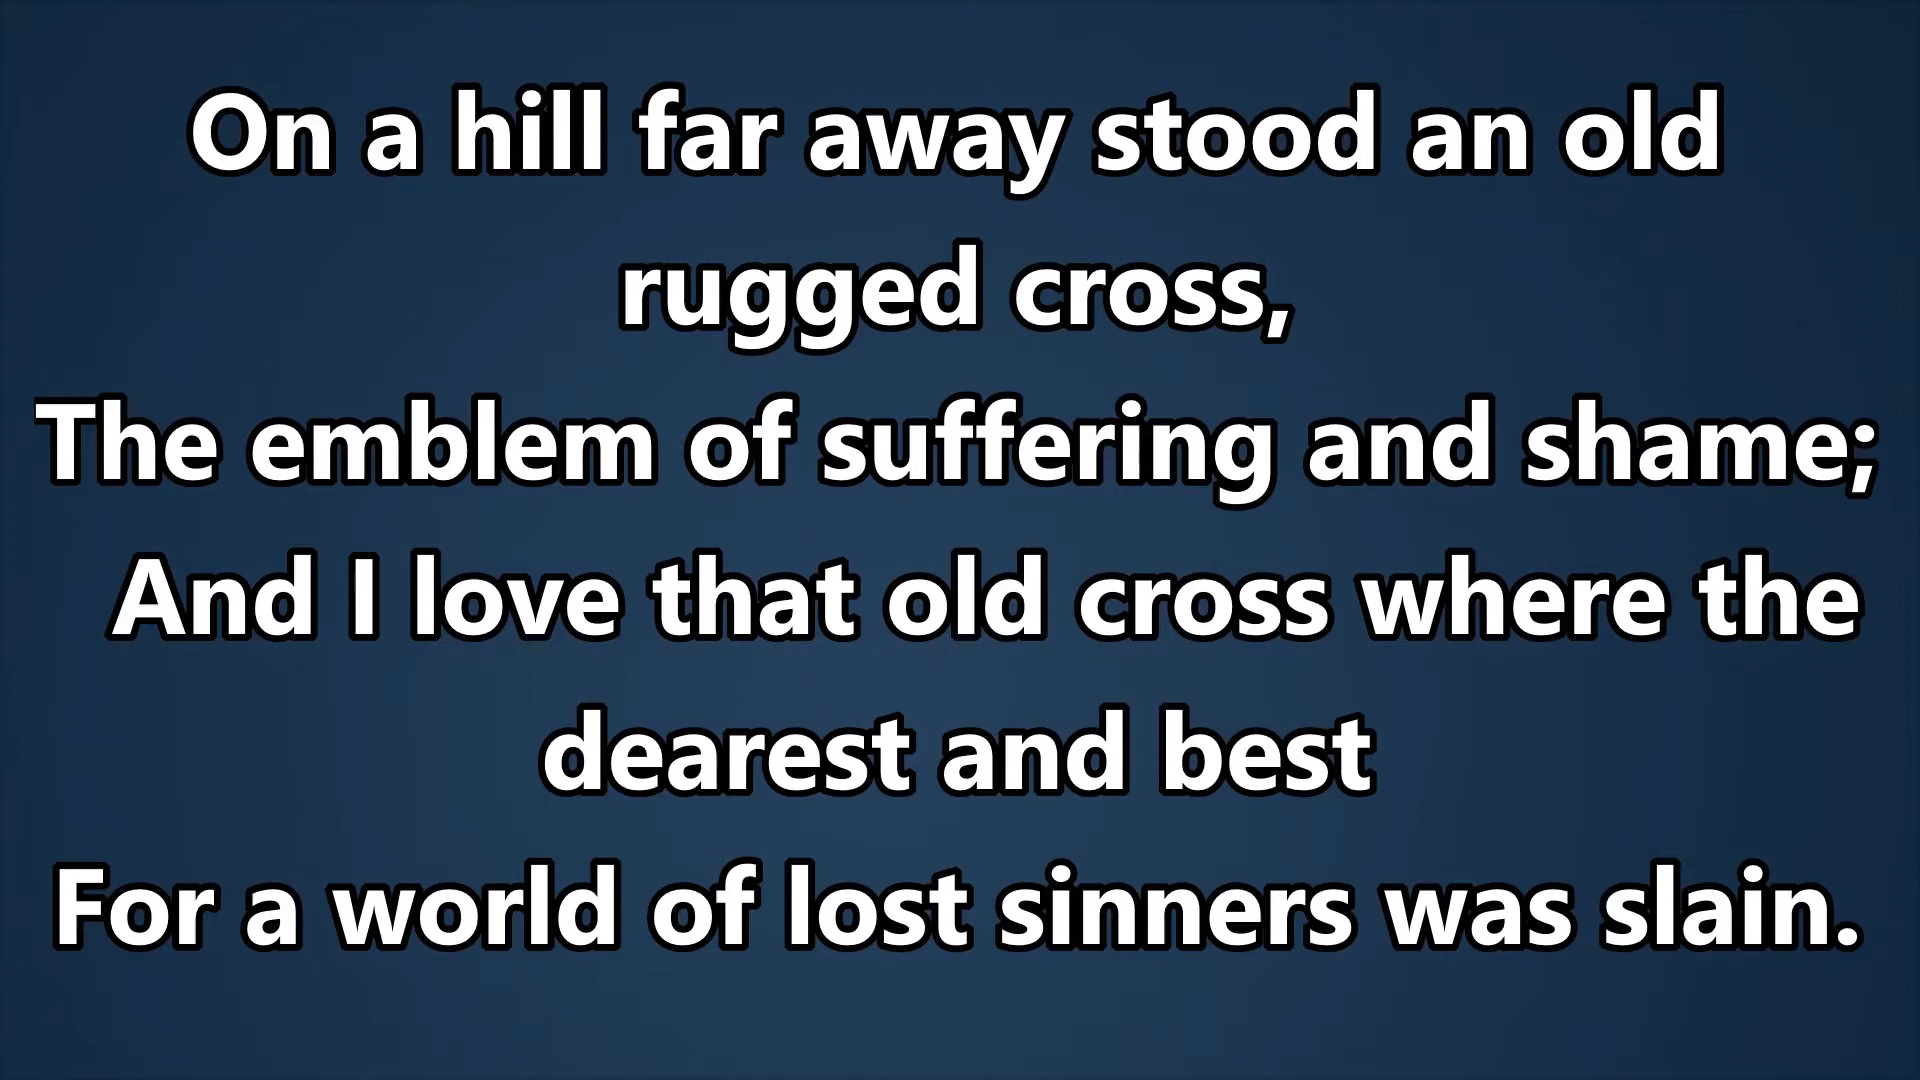 On a hill far away stood an old
rugged cross,
The emblem of suffering and shame;
And I love that old cross where the
dearest and best
For a world of lost sinners was slain.